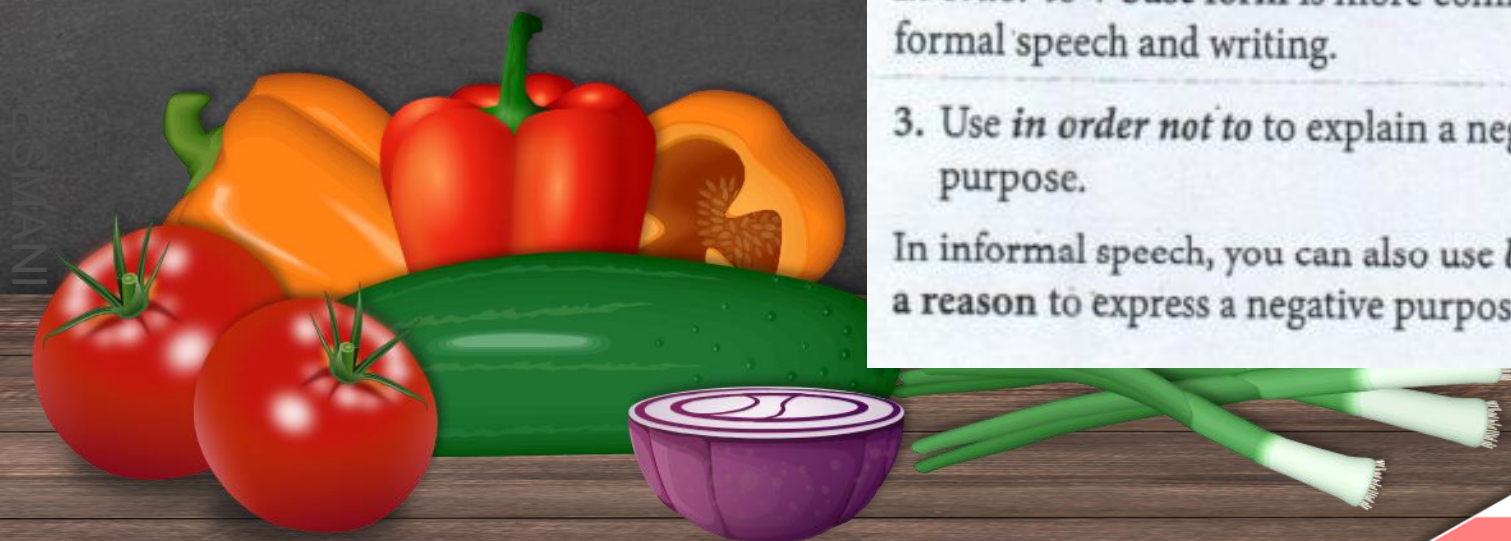 formal speech and writing.
3. Use in order not to to explain a neg
purpose.
In informal speech, you can also use
a reason to express a negative purpos